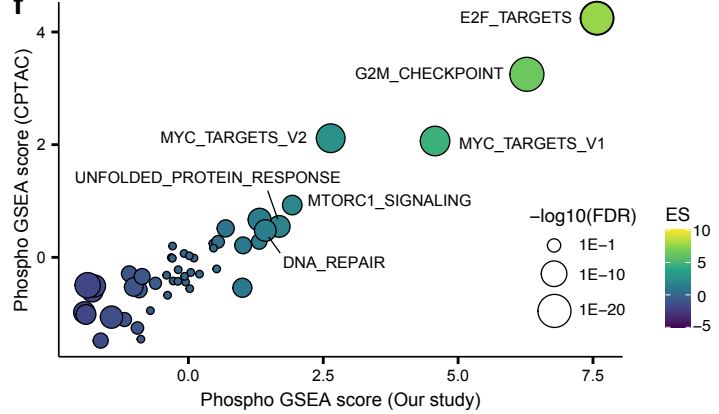 f
Phospho GSEA score (CPTAC)
4
2
0
E2F_TARGETS
G2M_CHECKPOINT
MYC_TARGETS_V2
MYC_TARGETS_V1
UNFOLDED_PROTEIN_RESPONSE
MTORC1_SIGNALING
DNA_REPAIR
−log10(FDR)
1E−1
1E−10
1E−20
ES
10
5
0
−5
0.0
2.5
5.0
7.5
Phospho GSEA score (Our study)